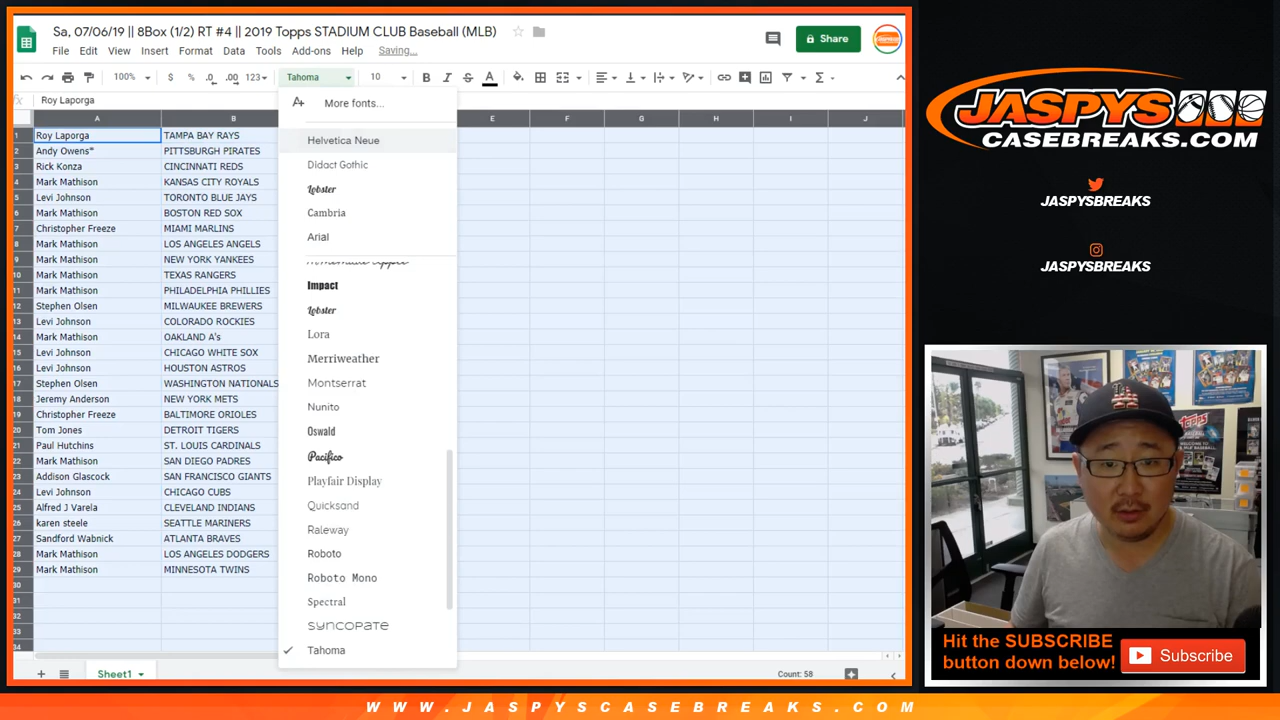 Sa, 07/06/19 || 8Box (1/2) RT #4 || 2019 Topps STADIUM CLUB Baseball (MLB)
File Edit View Insert Format Data Tools Add-ons Help Saving...
Share
100% $ % .0 .00 123 Tahoma 10 B I S A
fx Roy Laporga
More fonts...
Helvetica Neue
Didact Gothic
Lobster
Cambria
Arial
Homemade Apple
Impact
Lobster
Lora
Merriweather
Montserrat
Nunito
Oswald
Pacifico
Playfair Display
Quicksand
Raleway
Roboto
Roboto Mono
Spectral
Syncopate
Tahoma
A B E F G H I J
1 Roy Laporga TAMPA BAY RAYS
2 Andy Owens* PITTSBURGH PIRATES
3 Rick Konza CINCINNATI REDS
4 Mark Mathison KANSAS CITY ROYALS
5 Levi Johnson TORONTO BLUE JAYS
6 Mark Mathison BOSTON RED SOX
7 Christopher Freeze MIAMI MARLINS
8 Mark Mathison LOS ANGELES ANGELS
9 Mark Mathison NEW YORK YANKEES
10 Mark Mathison TEXAS RANGERS
11 Mark Mathison PHILADELPHIA PHILLIES
12 Stephen Olsen MILWAUKEE BREWERS
13 Levi Johnson COLORADO ROCKIES
14 Mark Mathison OAKLAND A's
15 Levi Johnson CHICAGO WHITE SOX
16 Levi Johnson HOUSTON ASTROS
17 Stephen Olsen WASHINGTON NATIONALS
18 Jeremy Anderson NEW YORK METS
19 Christopher Freeze BALTIMORE ORIOLES
20 Tom Jones DETROIT TIGERS
21 Paul Hutchins ST. LOUIS CARDINALS
22 Mark Mathison SAN DIEGO PADRES
23 Addison Glascock SAN FRANCISCO GIANTS
24 Levi Johnson CHICAGO CUBS
25 Alfred J Varela CLEVELAND INDIANS
26 karen steele SEATTLE MARINERS
27 Sandford Wabnick ATLANTA BRAVES
28 Mark Mathison LOS ANGELES DODGERS
29 Mark Mathison MINNESOTA TWINS
30
31
32
33
34
Sheet1
Count: 58
JASPYS
CASEBREAKS.COM
JASPYSBREAKS
JASPYSBREAKS
Hit the SUBSCRIBE
button down below!
Subscribe
WWW.JASPYSCASEBREAKS.COM